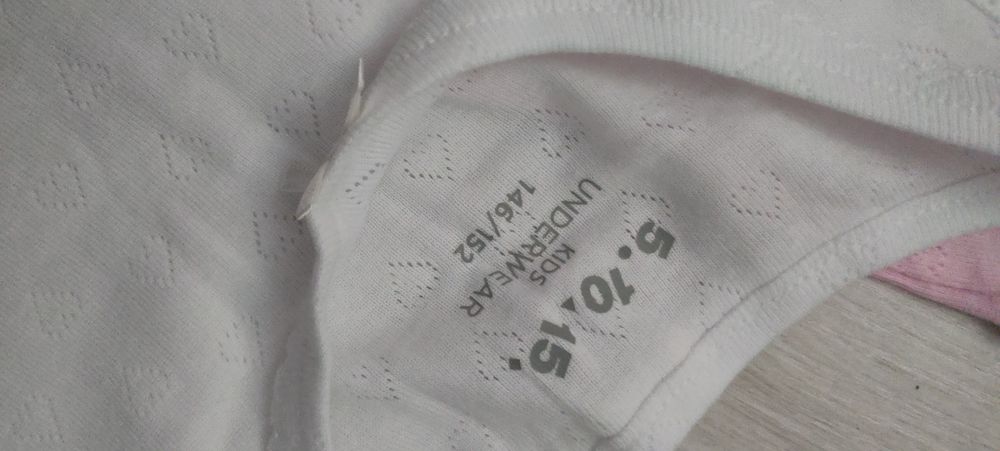 5.10.15.
KIDS
UNDERWEAR
146/152